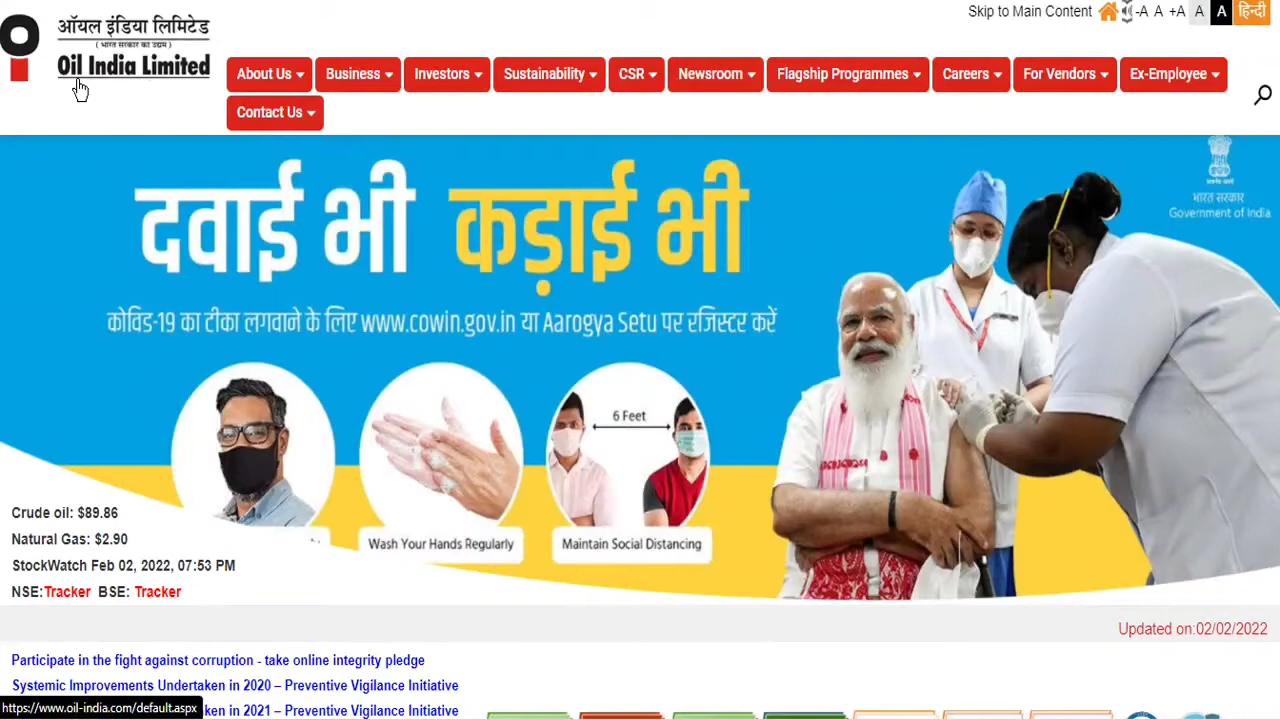 Skip to Main Content -A A +A A A हिन्दी
ऑयल इंडिया लिमिटेड
(भारत सरकार का उद्यम)
Oil India Limited
About Us Business Investors Sustainability CSR Newsroom Flagship Programmes Careers For Vendors Ex-Employee
Contact Us
भारत सरकार
Government of India
दवाई भी कड़ाई भी
कोविड-19 का टीका लगवाने के लिए www.cowin.gov.in या Aarogya Setu पर रजिस्टर करें
6 Feet
Wash Your Hands Regularly Maintain Social Distancing
Crude oil: $89.86
Natural Gas: $2.90
StockWatch Feb 02, 2022, 07:53 PM
NSE:Tracker BSE: Tracker
Updated on:02/02/2022
Participate in the fight against corruption - take online integrity pledge
Systemic Improvements Undertaken in 2020 – Preventive Vigilance Initiative
ken in 2021 – Preventive Vigilance Initiative
https://www.oil-india.com/default.aspx